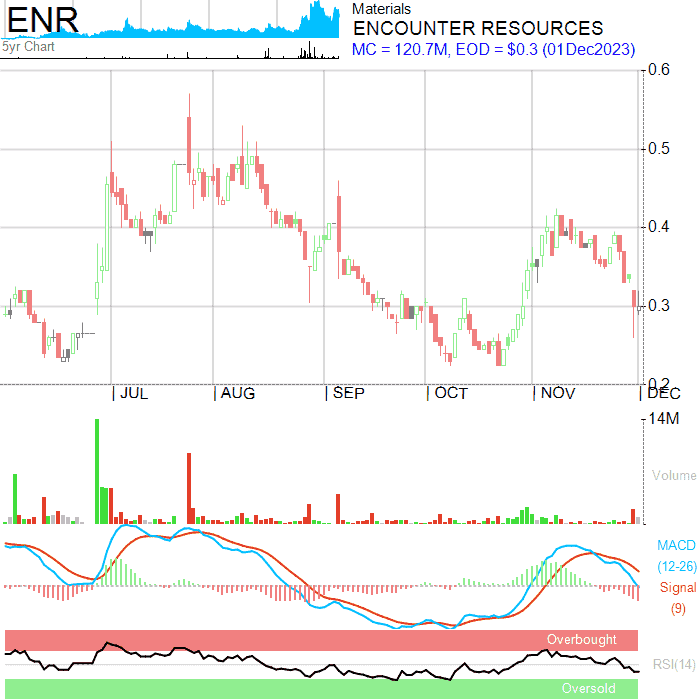 ENR
5yr Chart
Materials
ENCOUNTER RESOURCES
MC = 120.7M, EOD = $0.3 (01Dec2023)
0.6
0.5
0.4
0.3
0.2
JUL
AUG
SEP
OCT
NOV
DEC
14M
Volume
MACD
(12-26)
Signal
(9)
Overbought
RSI(14)
Oversold